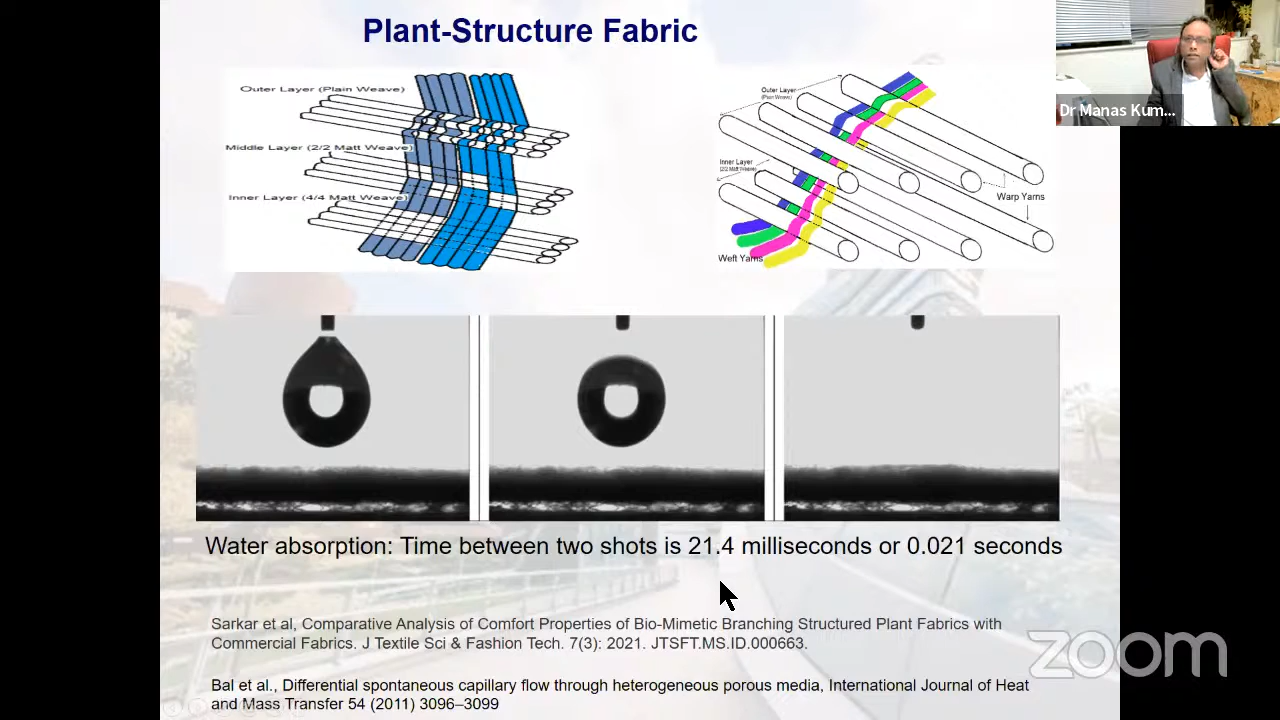 Plant-Structure Fabric
Dr Manas Kum...
Outer Layer (Plain Weave)
Middle Layer (2/2 Matt Weave)
Inner Layer (4/4 Matt Weave)
Outer Layer
(Plain Weave)
Inner Layer
(2/2 Matt Weave)
Warp Yarns
Weft Yarns
Water absorption: Time between two shots is 21.4 milliseconds or 0.021 seconds
Sarkar et al, Comparative Analysis of Comfort Properties of Bio-Mimetic Branching Structured Plant Fabrics with
Commercial Fabrics. J Textile Sci & Fashion Tech. 7(3): 2021. JTSFT.MS.ID.000663.
Bal et al., Differential spontaneous capillary flow through heterogeneous porous media, International Journal of Heat
and Mass Transfer 54 (2011) 3096–3099
zoom